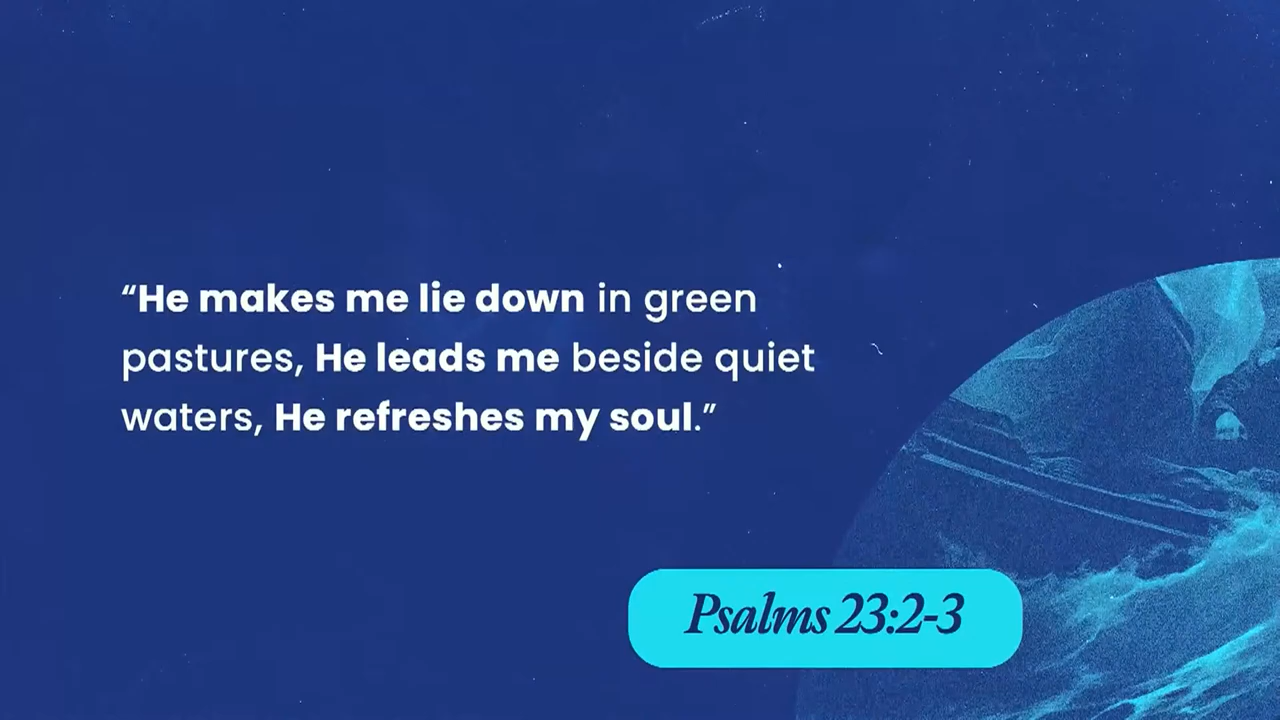 “He makes me lie down in green
pastures, He leads me beside quiet
waters, He refreshes my soul.”
Psalms 23:2-3